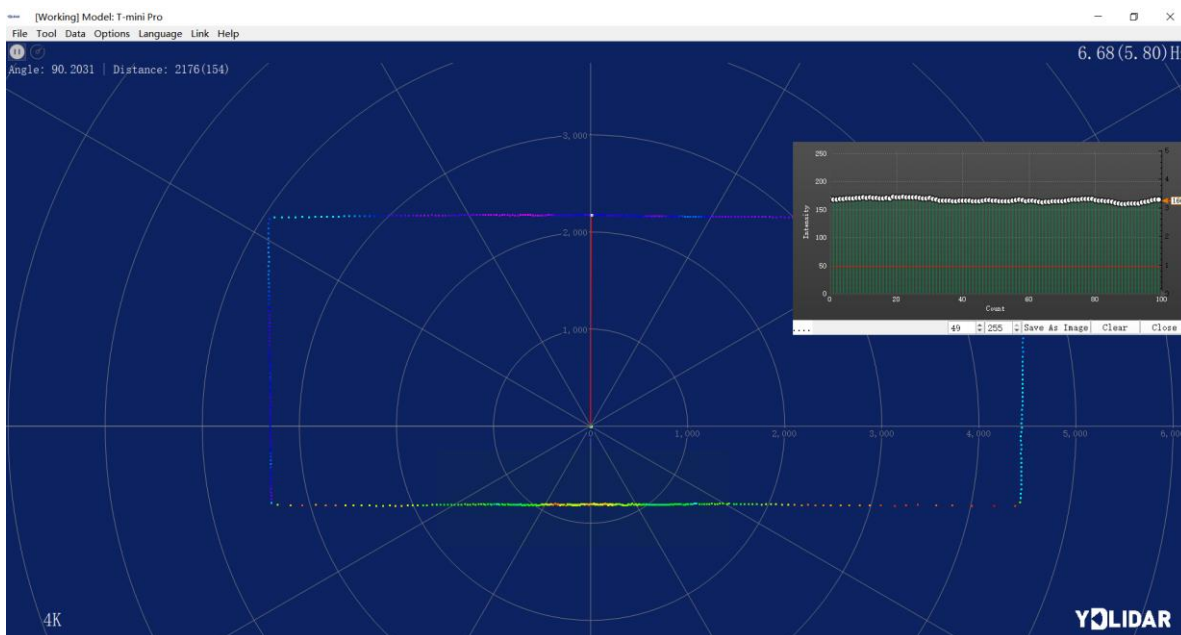 [Working] Model: T-mini Pro
File Tool Data Options Language Link Help
6.68(5.80)H
Angle: 90.2031 | Distance: 2176(154)
3,000
2,000
1,000
0
1,000
2,000
3,000
4,000
5,000
6,000
250
200
150
100
50
0
Intensity
5
4
3
2
1
0
0
20
40
60
80
100
Count
....
49
255
Save As Image
Clear
Close
4K
YDLIDAR